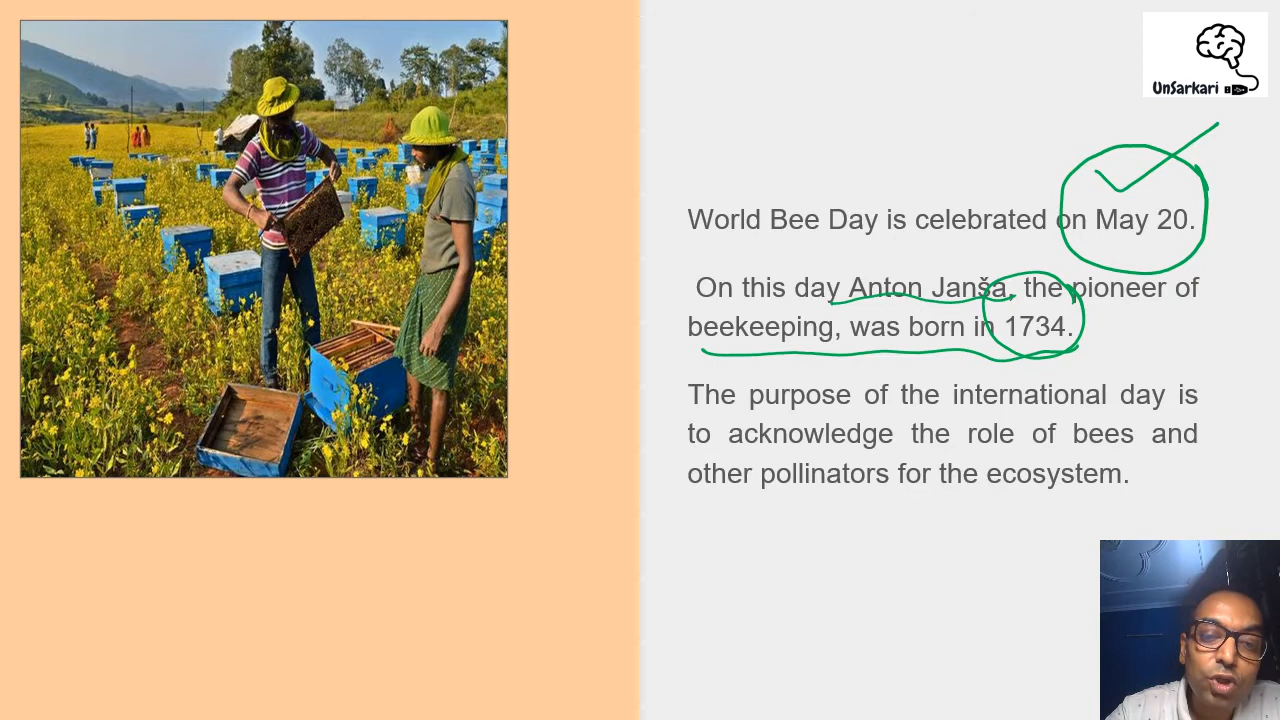 UnSarkari
World Bee Day is celebrated on May 20.
On this day Anton Janša, the pioneer of
beekeeping, was born in 1734.
The purpose of the international day is
to acknowledge the role of bees and
other pollinators for the ecosystem.